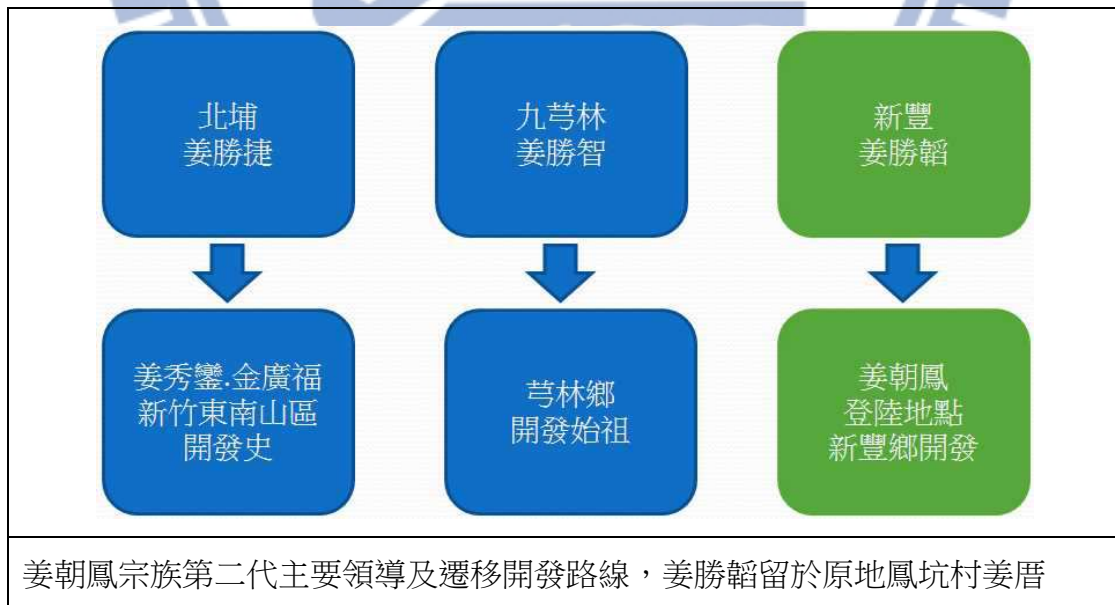 北埔
姜勝捷
九芎林
姜勝智
新豐
姜勝韜
姜秀鑾.金廣福
新竹東南山區
開發史
芎林鄉
開發始祖
姜朝鳳
登陸地點
新豐鄉開發
姜朝鳳宗族第二代主要領導及遷移開發路線，姜勝韜留於原地鳳坑村姜厝